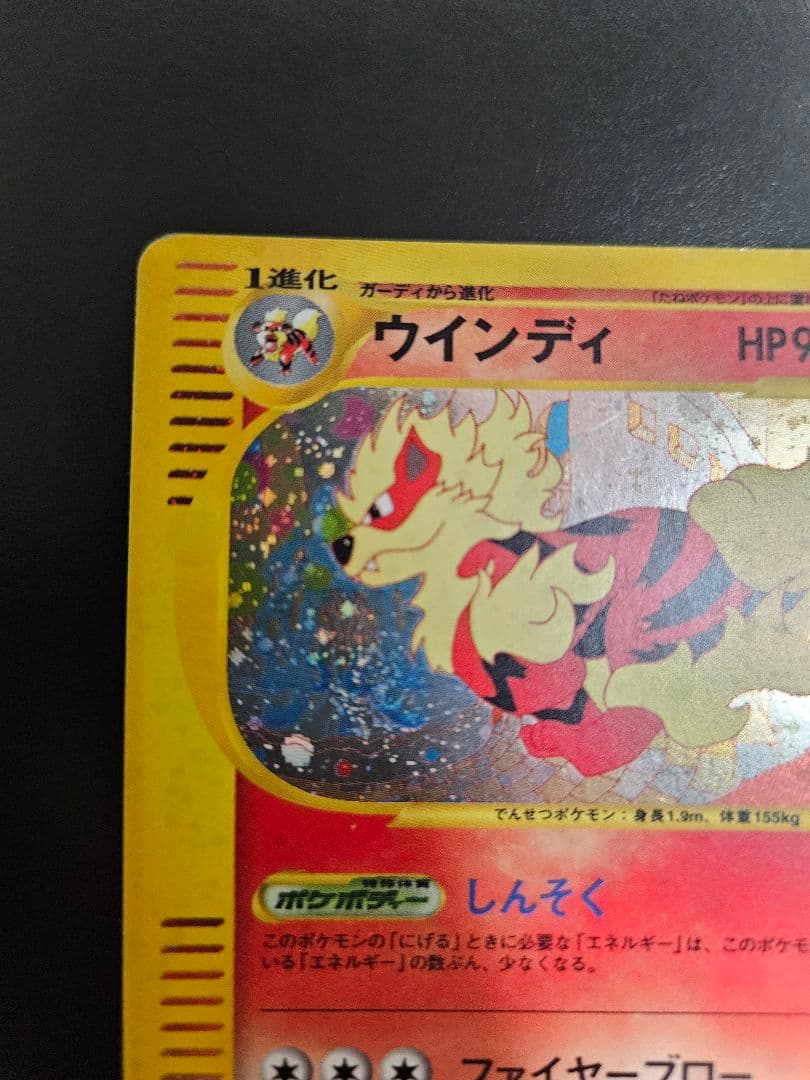 1進化
ガーディから進化
「たねポケモン」の上に重
ウインディ HP9
でんせつポケモン：身長1.9m、体重155kg
特殊体質
ポケボディー しんそく
このポケモンの「にげる」ときに必要な「エネルギー」は、このポケモ
いる「エネルギー」の数ぶん、少なくなる。
ファイヤーブロー